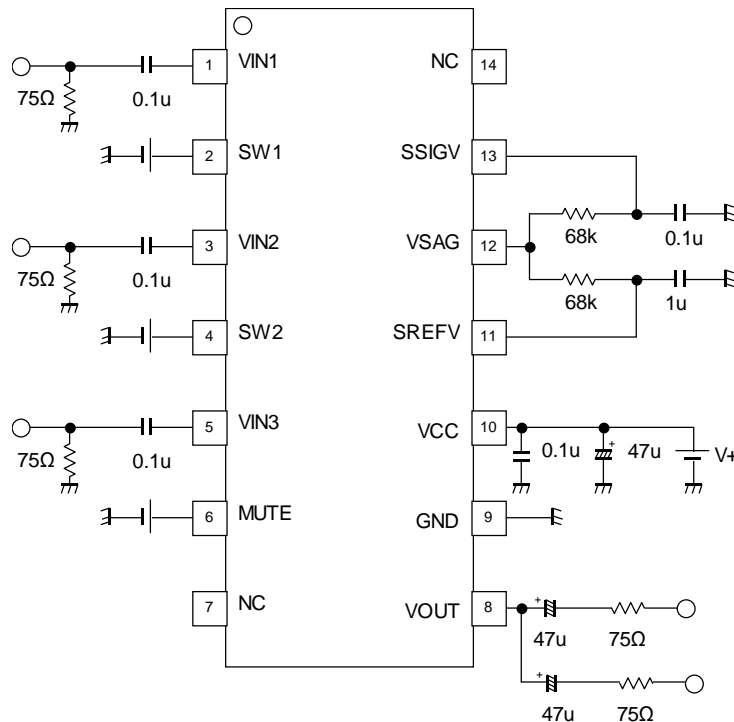 1 VIN1
75Ω 0.1u
2 SW1
3 VIN2
75Ω 0.1u
4 SW2
5 VIN3
75Ω 0.1u
6 MUTE
7 NC
NC 14
SSIGV 13
68k 0.1u
VSAG 12
68k 1u
SREFV 11
VCC 10
0.1u + 47u V+
GND 9
VOUT 8
+
47u 75Ω
+
47u 75Ω